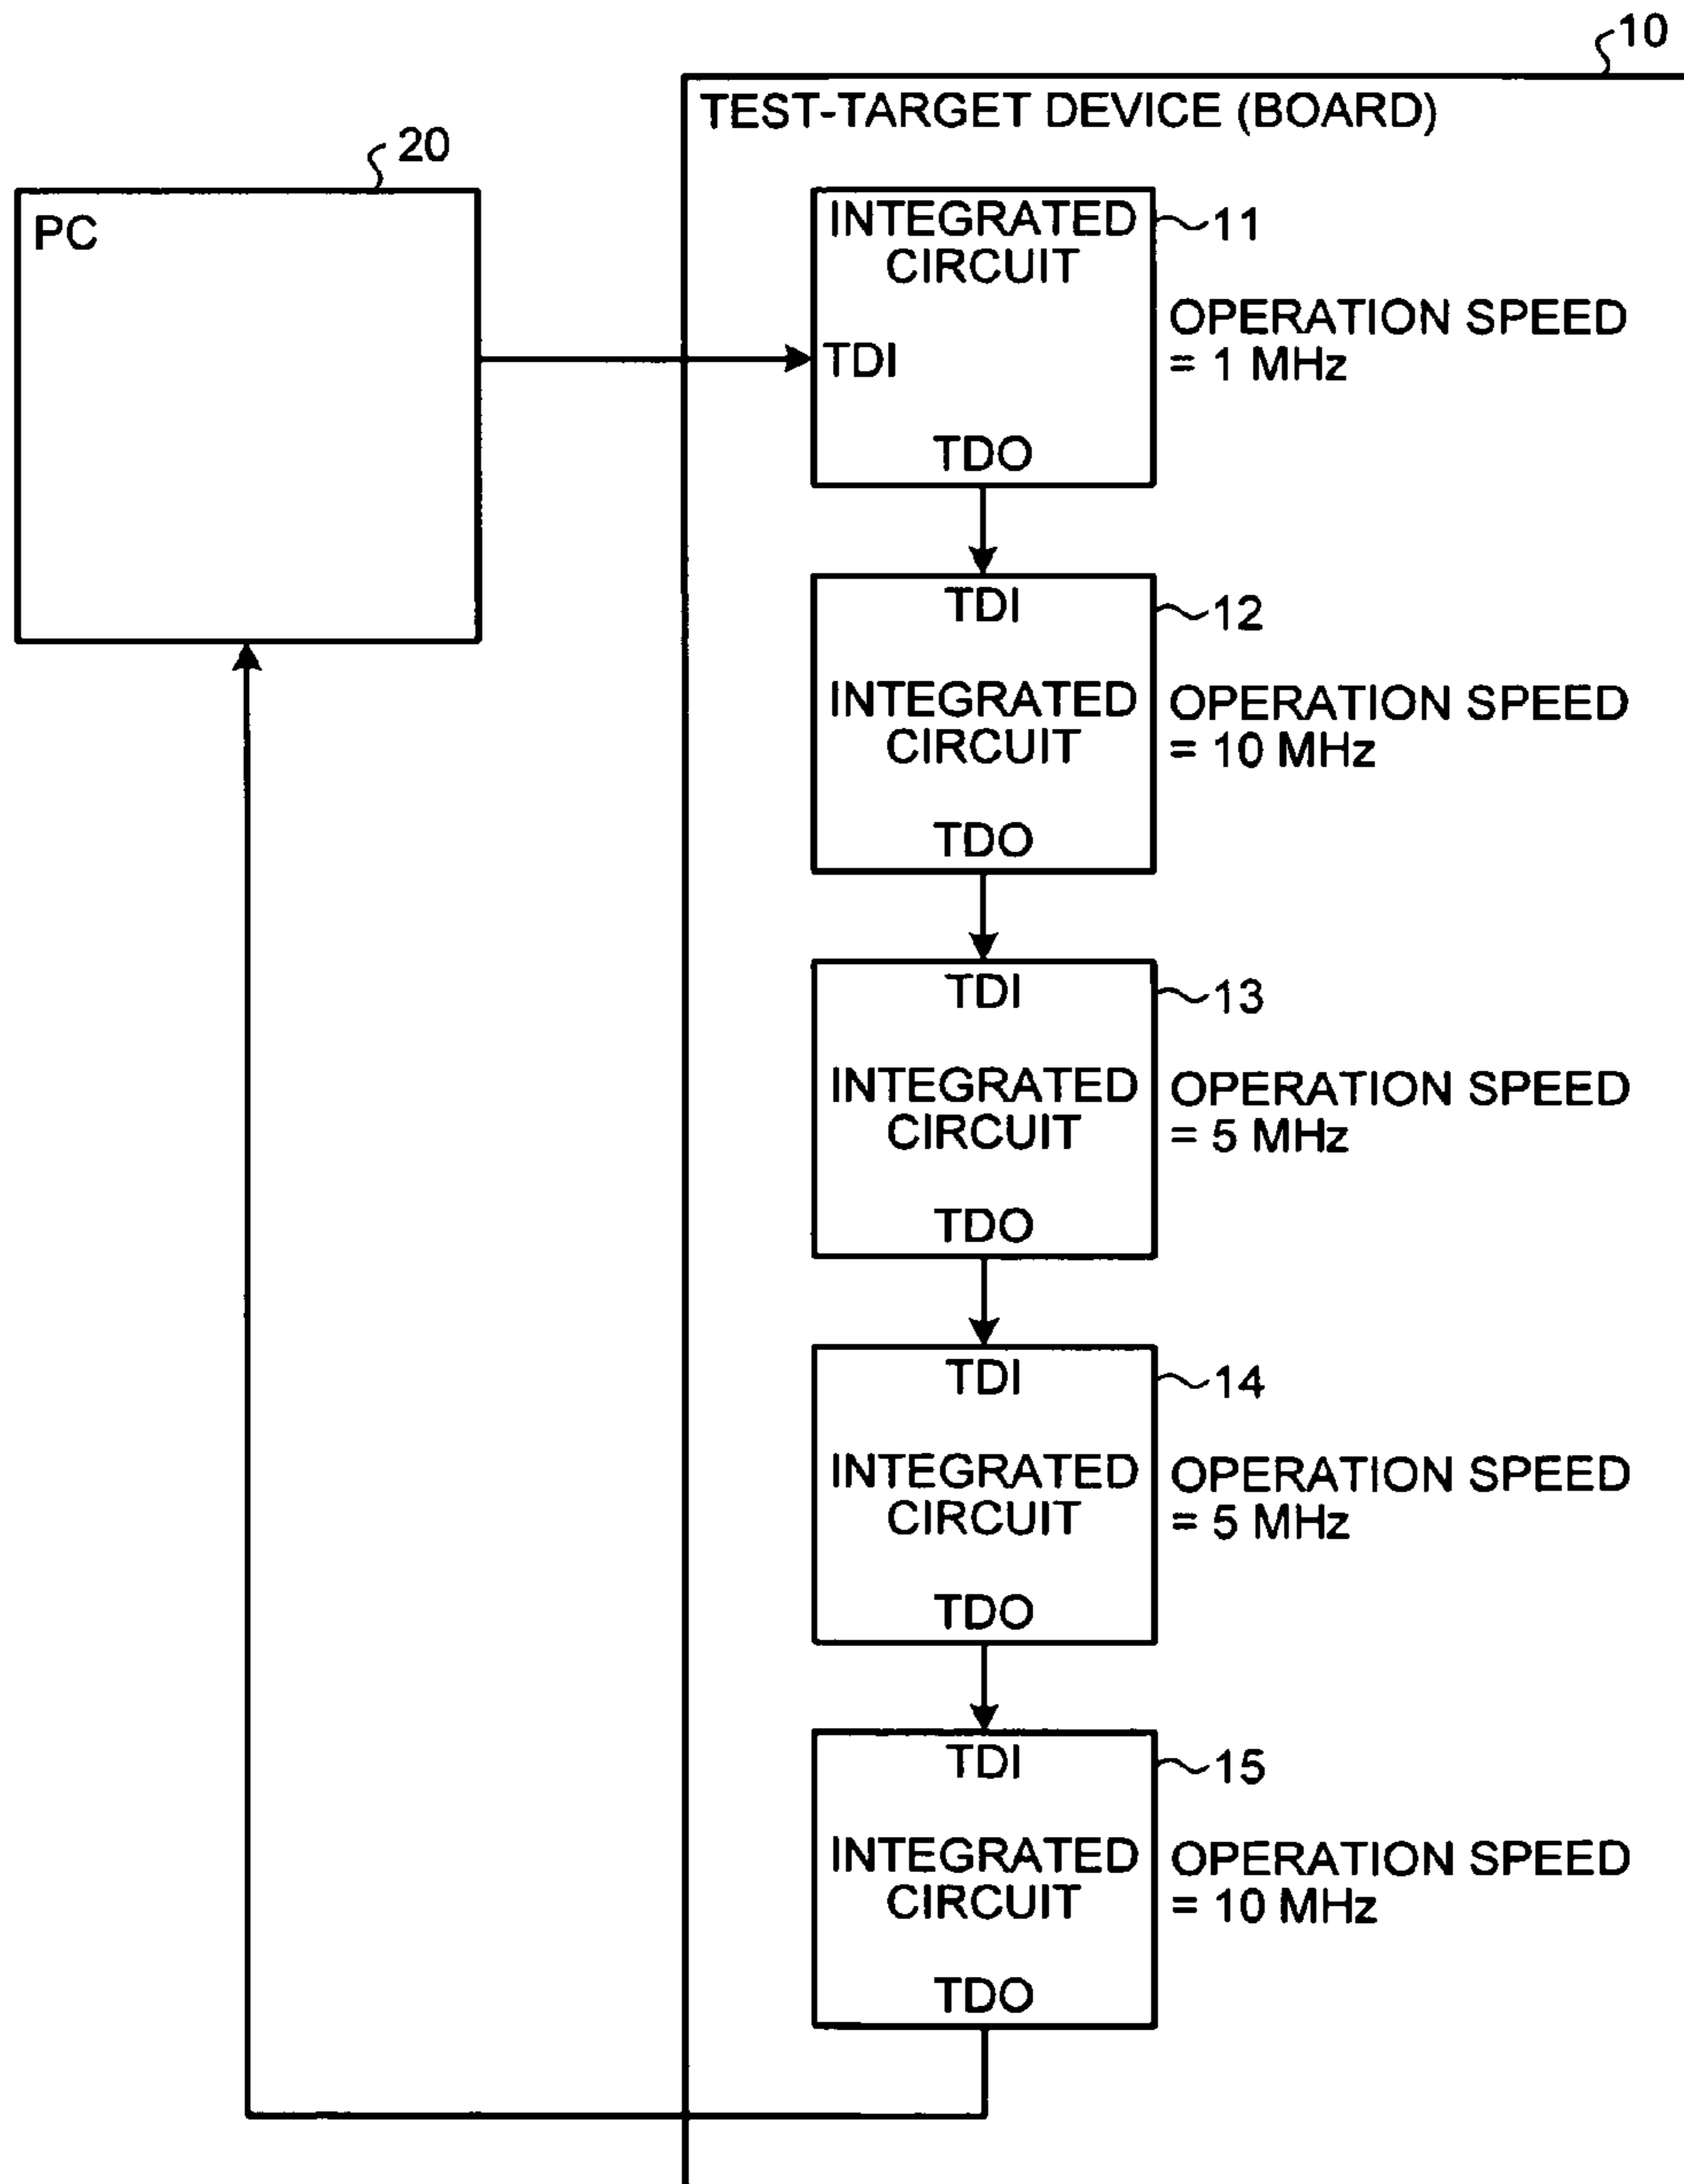 10
TEST-TARGET DEVICE (BOARD)
20
PC
INTEGRATED
CIRCUIT
11
OPERATION SPEED
= 1 MHz
TDI
TDO
TDI
12
INTEGRATED
CIRCUIT
OPERATION SPEED
= 10 MHz
TDO
TDI
13
INTEGRATED
CIRCUIT
OPERATION SPEED
= 5 MHz
TDO
TDI
14
INTEGRATED
CIRCUIT
OPERATION SPEED
= 5 MHz
TDO
TDI
15
INTEGRATED
CIRCUIT
OPERATION SPEED
= 10 MHz
TDO